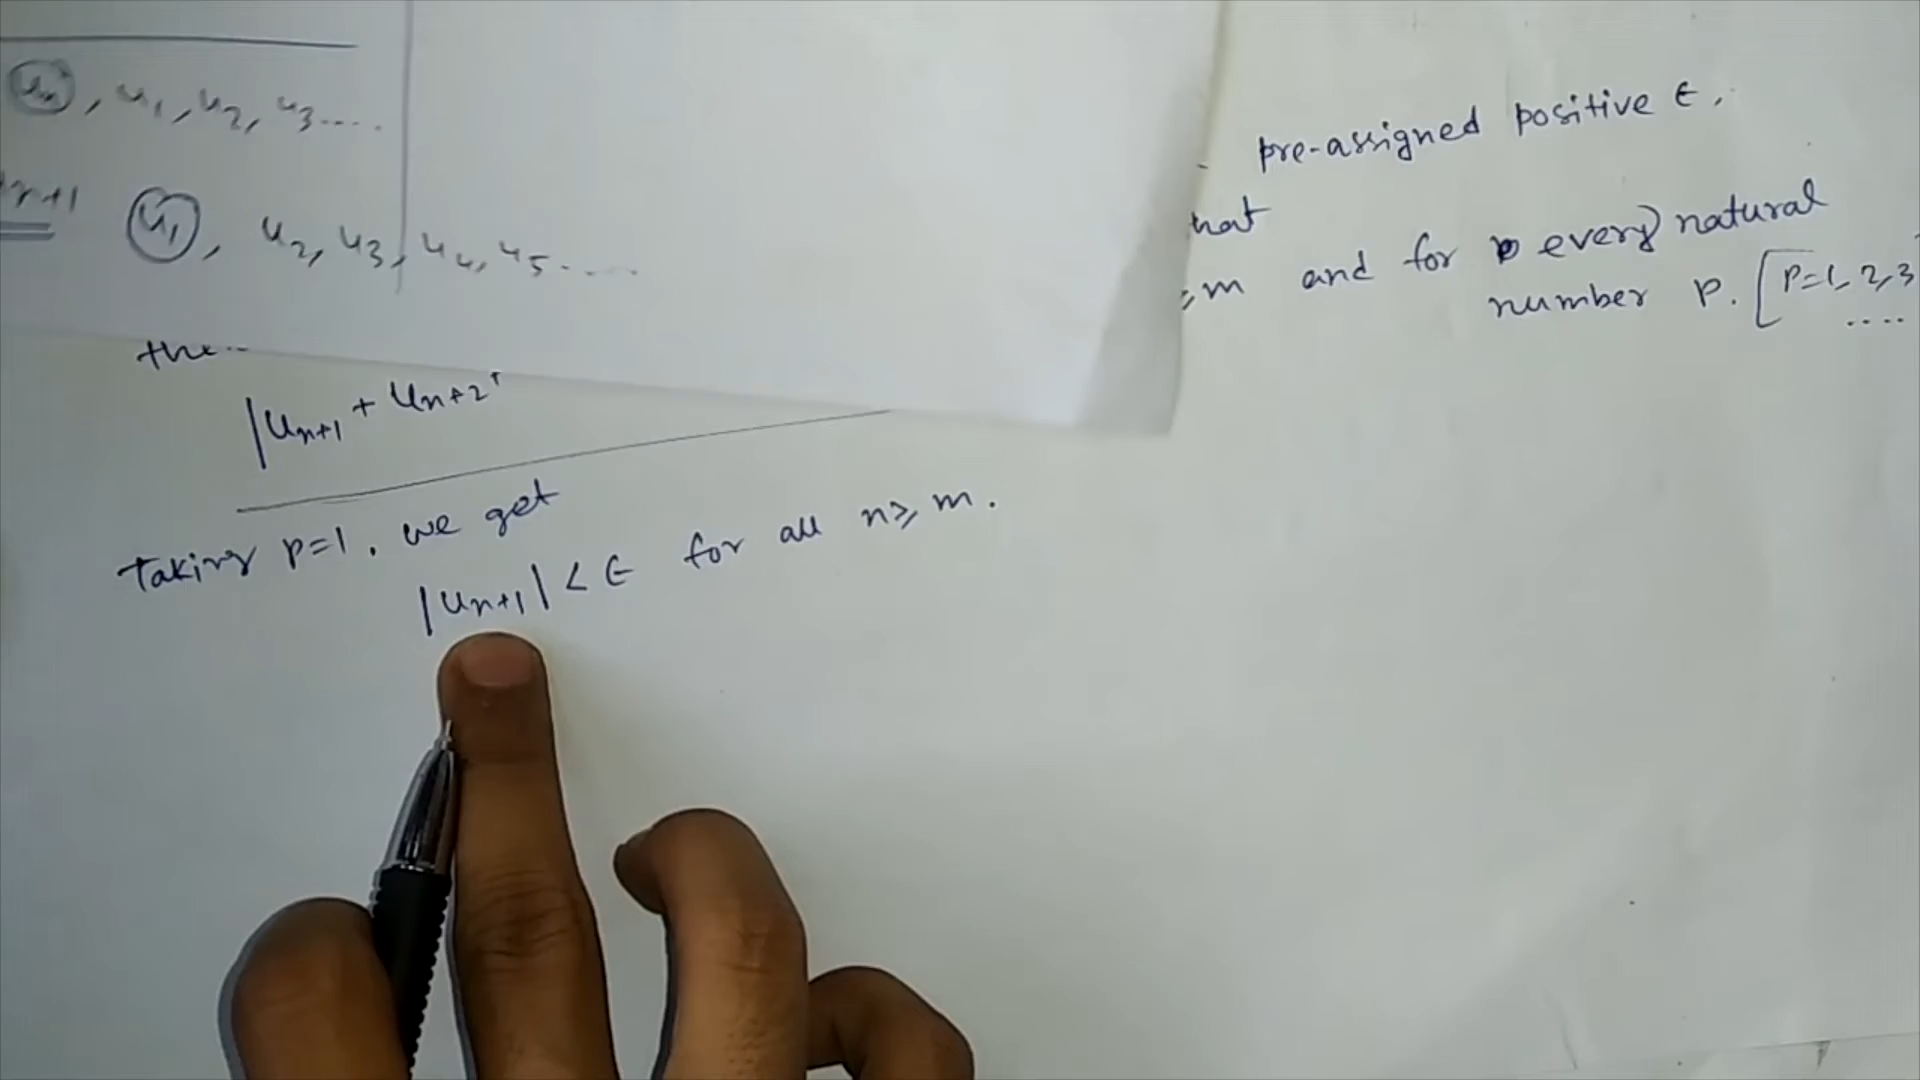 uₙ, u₁, u₂, u₃....
u₁, u₂, u₃, u₄, u₅.....
pre-assigned positive ϵ,
hat
≥m and for every natural
number p. [P=1, 2, 3
....
|uₙ₊₁ + uₙ₊₂
Taking p=1, we get
|uₙ₊₁| < ϵ for all n≥m.